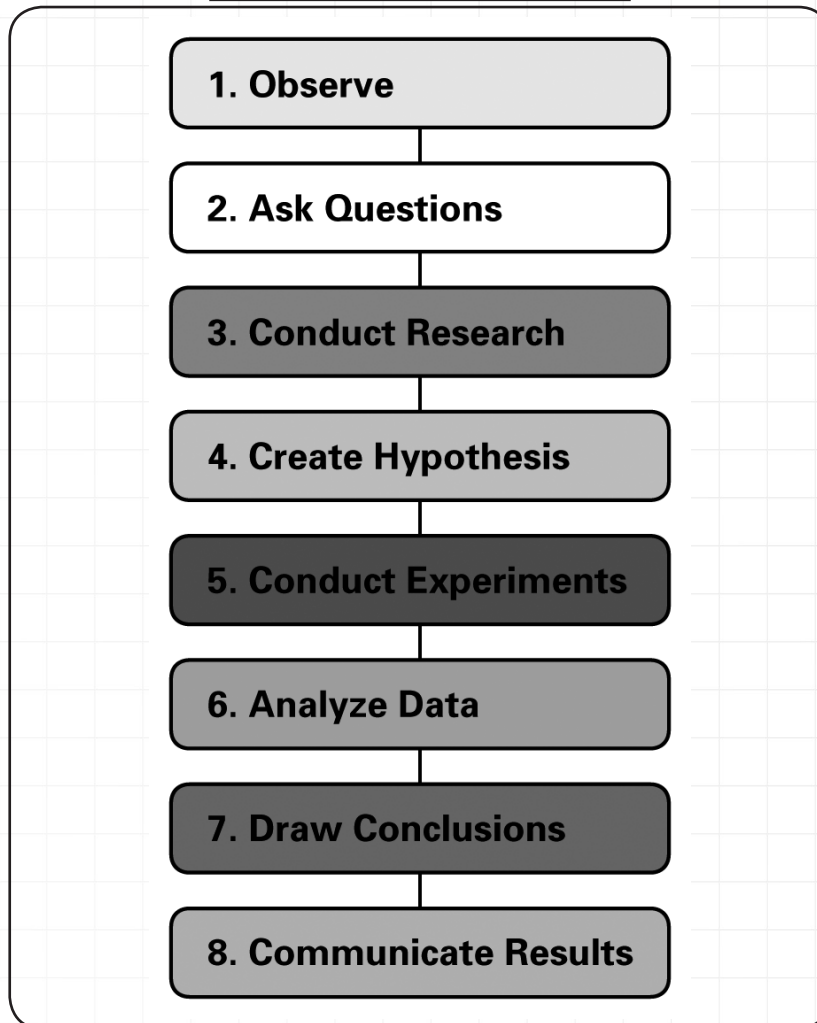 1. Observe
2. Ask Questions
3. Conduct Research
4. Create Hypothesis
5. Conduct Experiments
6. Analyze Data
7. Draw Conclusions
8. Communicate Results